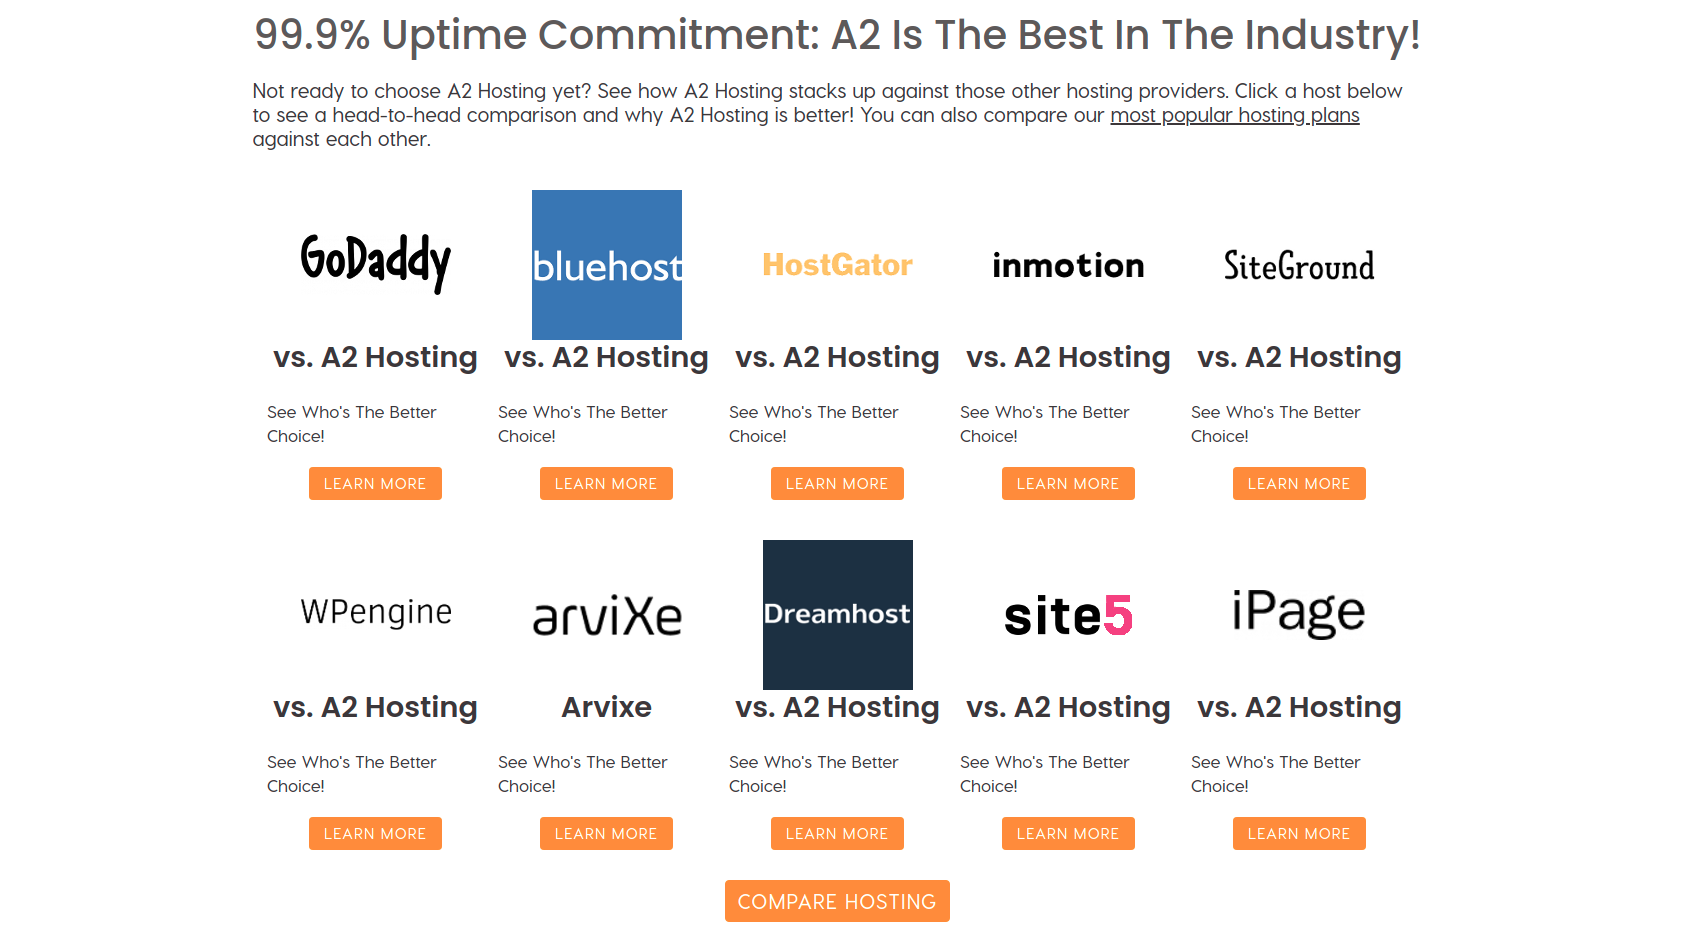 99.9% Uptime Commitment: A2 Is The Best In The Industry!
Not ready to choose A2 Hosting yet? See how A2 Hosting stacks up against those other hosting providers. Click a host below
to see a head-to-head comparison and why A2 Hosting is better! You can also compare our most popular hosting plans
against each other.
GoDaddy
vs. A2 Hosting
See Who's The Better
Choice!
LEARN MORE
bluehost
vs. A2 Hosting
See Who's The Better
Choice!
LEARN MORE
HostGator
vs. A2 Hosting
See Who's The Better
Choice!
LEARN MORE
inmotion
vs. A2 Hosting
See Who's The Better
Choice!
LEARN MORE
SiteGround
vs. A2 Hosting
See Who's The Better
Choice!
LEARN MORE
WPengine
vs. A2 Hosting
See Who's The Better
Choice!
LEARN MORE
arviXe
Arvixe
See Who's The Better
Choice!
LEARN MORE
Dreamhost
vs. A2 Hosting
See Who's The Better
Choice!
LEARN MORE
site5
vs. A2 Hosting
See Who's The Better
Choice!
LEARN MORE
iPage
vs. A2 Hosting
See Who's The Better
Choice!
LEARN MORE
COMPARE HOSTING